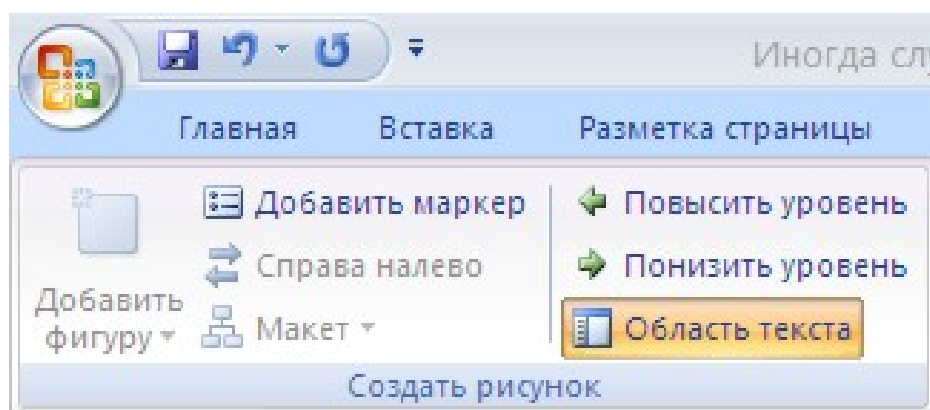 Иногда
Главная Вставка Разметка страницы
Добавить фигуру
Добавить маркер
Справа налево
Макет
Повысить уровень
Понизить уровень
Область текста
Создать рисунок